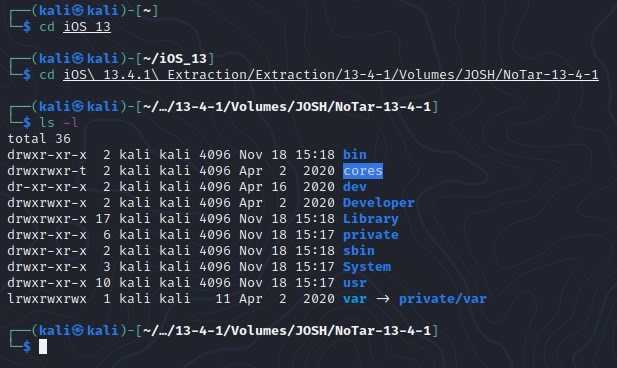 ┌──(kali㉿kali)-[~]
└─$ cd iOS_13
┌──(kali㉿kali)-[~/iOS_13]
└─$ cd iOS\ 13.4.1\ Extraction/Extraction/13-4-1/Volumes/JOSH/NoTar-13-4-1
┌──(kali㉿kali)-[~/…/13-4-1/Volumes/JOSH/NoTar-13-4-1]
└─$ ls -l
total 36
drwxr-xr-x  2 kali kali 4096 Nov 18 15:18 bin
drwxrwxr-t  2 kali kali 4096 Apr  2  2020 cores
dr-xr-xr-x  2 kali kali 4096 Apr 16  2020 dev
drwxrwxr-x  2 kali kali 4096 Apr  2  2020 Developer
drwxrwxr-x 17 kali kali 4096 Nov 18 15:18 Library
drwxr-xr-x  6 kali kali 4096 Nov 18 15:17 private
drwxr-xr-x  2 kali kali 4096 Nov 18 15:18 sbin
drwxr-xr-x  3 kali kali 4096 Nov 18 15:17 System
drwxr-xr-x 10 kali kali 4096 Nov 18 15:17 usr
lrwxrwxrwx  1 kali kali   11 Apr  2  2020 var → private/var
┌──(kali㉿kali)-[~/…/13-4-1/Volumes/JOSH/NoTar-13-4-1]
└─$